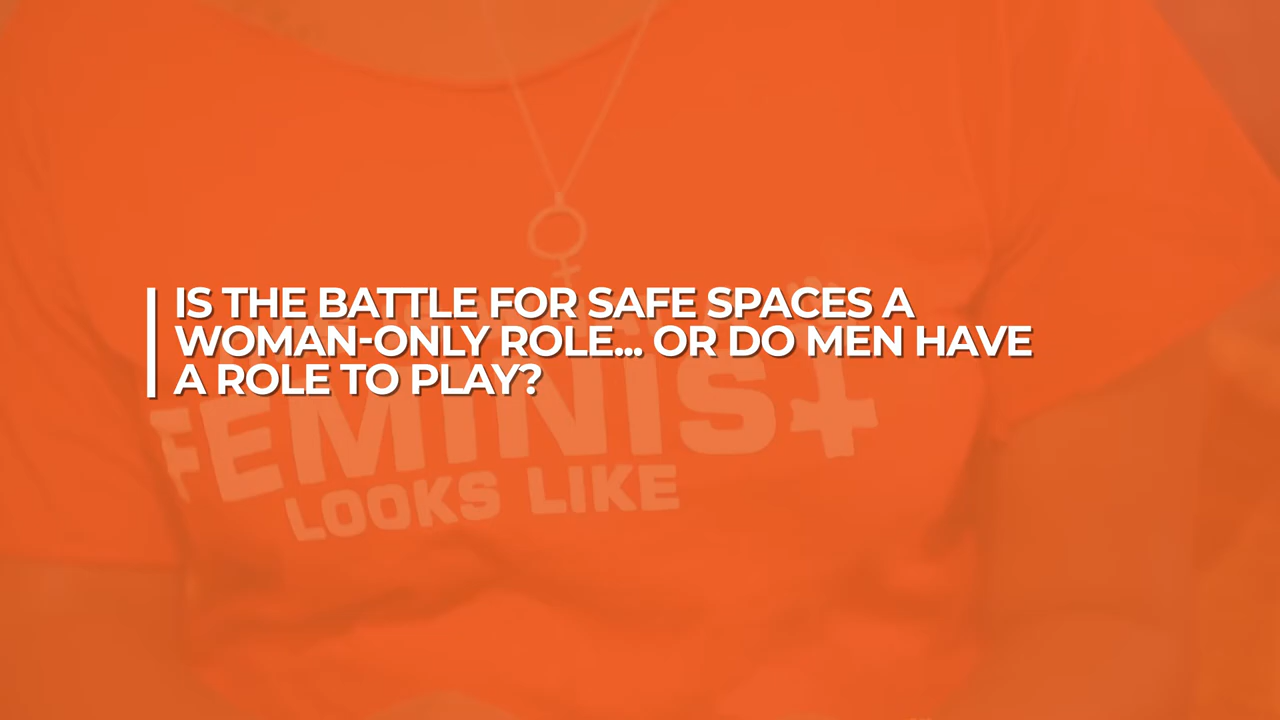 IS THE BATTLE FOR SAFE SPACES A
WOMAN-ONLY ROLE... OR DO MEN HAVE
A ROLE TO PLAY?
FEMINIST
LOOKS LIKE